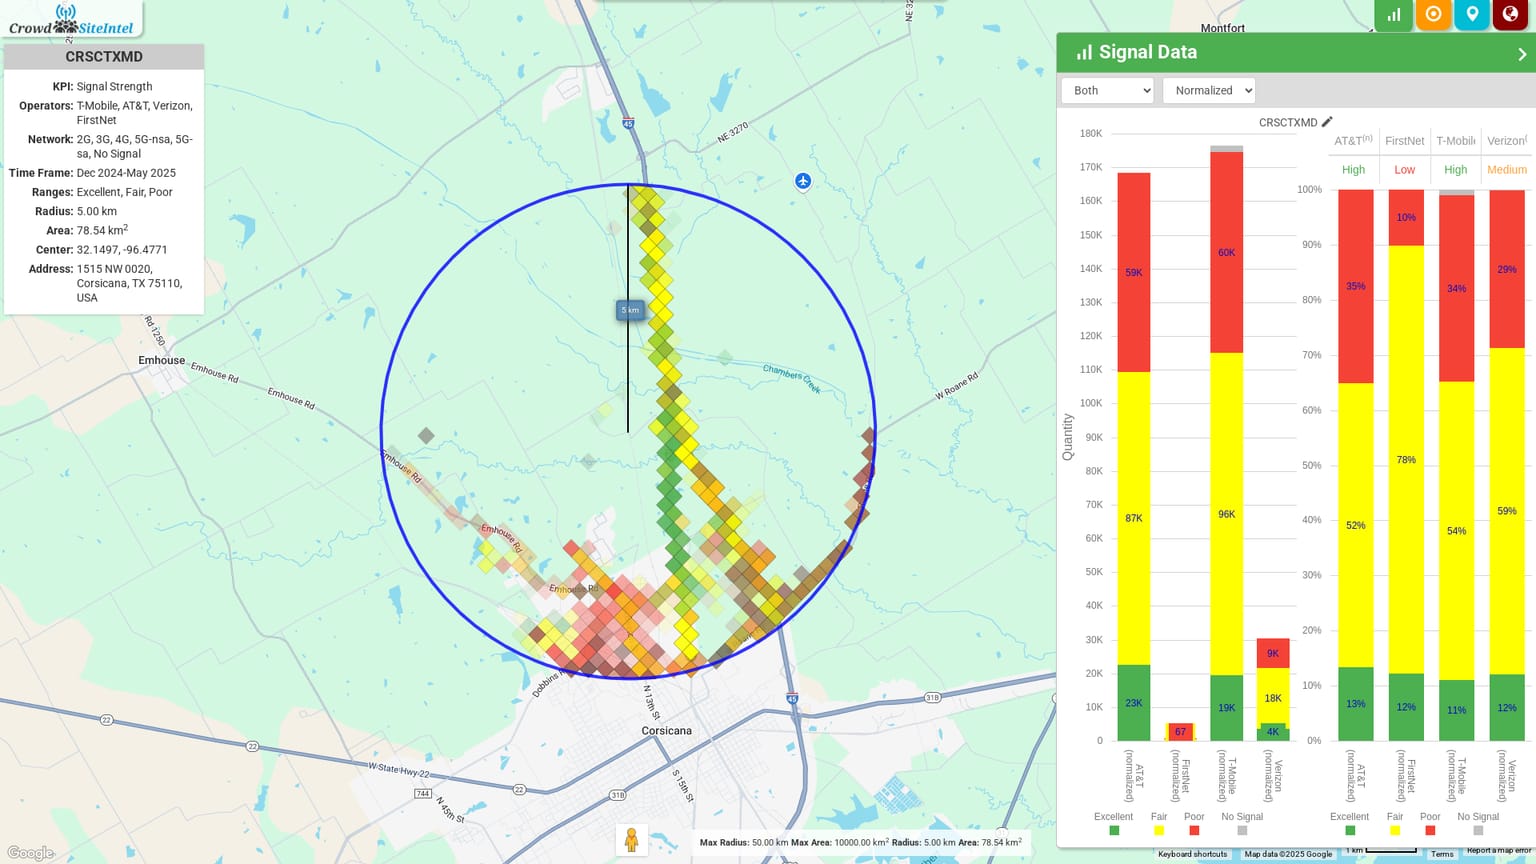 Crowd SiteIntel
CRSCTXMD
KPI: Signal Strength
Operators: T-Mobile, AT&T, Verizon,
FirstNet
Network: 2G, 3G, 4G, 5G-nsa, 5G-
sa, No Signal
Time Frame: Dec 2024-May 2025
Ranges: Excellent, Fair, Poor
Radius: 5.00 km
Area: 78.54 km2
Center: 32.1497, -96.4771
Address: 1515 NW 0020,
Corsicana, TX 75110,
USA
Montfort
45
NE 3270
5 km
Rd 1250
Emhouse
Emhouse Rd
Emhouse Rd
Chambers Creek
W Roane Rd
Emhouse Rd
Emhouse Rd
Emhouse Rd
Dobbins
N 13th St
Corsicana
45
31B
22
22
W State Hwy 22
22
744
N 45th St
S 15th St
31B
Google
Max Radius: 50.00 km Max Area: 10000.00 km2 Radius: 5.00 km Area: 78.54 km2
Signal Data
Both
Normalized
CRSCTXMD
Quantity
180K
170K
160K
150K
140K
130K
120K
110K
100K
90K
80K
70K
60K
50K
40K
30K
20K
10K
0
59K
87K
23K
67
60K
96K
19K
9K
18K
4K
AT&T (normalized)
FirstNet (normalized)
T-Mobile (normalized)
Verizon (normalized)
Excellent Fair Poor No Signal
AT&T(n) FirstNet T-Mobile Verizon(
High Low High Medium
100%
90%
80%
70%
60%
50%
40%
30%
20%
10%
0%
35%
52%
13%
10%
78%
12%
34%
54%
11%
29%
59%
12%
AT&T (normalized)
FirstNet (normalized)
T-Mobile (normalized)
Verizon (normalized)
Excellent Fair Poor No Signal
1 km
Keyboard shortcuts Map data ©2025 Google Terms Report a map error